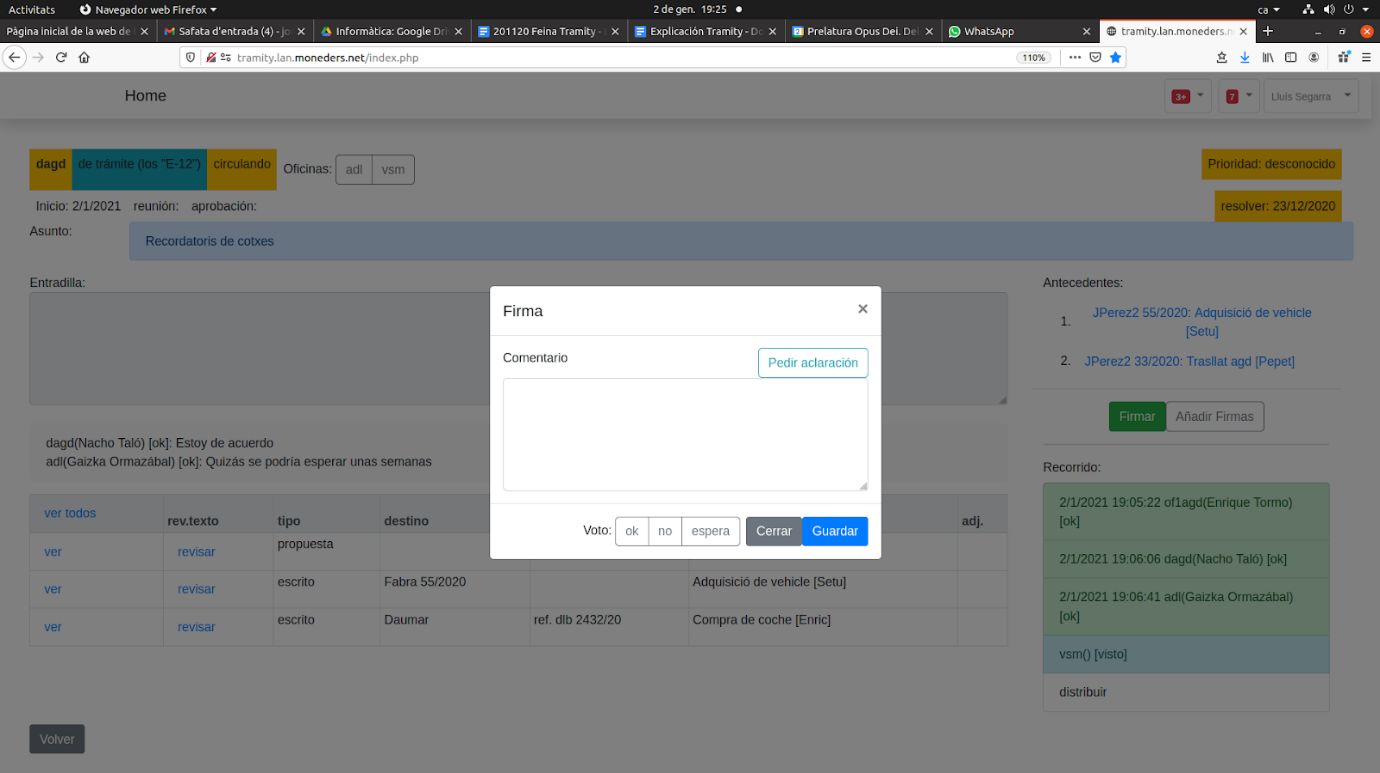 Activitats Navegador web Firefox 2 de gen. 19:25 ca
Pàgina inicial de la web de Safata d'entrada (4) - jo Informàtica: Google Dri 201120 Feina Tramity - Explicación Tramity - Do Prelatura Opus Dei. Del WhatsApp tramity.lan.moneders.n
tramity.lan.moneders.net/index.php 110%
Home 3+ 7 Lluís Segarra
dagd de trámite (los "E-12") circulando Oficinas: adl vsm Prioridad: desconocido
Inicio: 2/1/2021 reunión: aprobación: resolver: 23/12/2020
Asunto: Recordatoris de cotxes
Entradilla:
dagd(Nacho Taló) [ok]: Estoy de acuerdo
adl(Gaizka Ormazábal) [ok]: Quizás se podría esperar unas semanas
ver todos rev.texto tipo destino adj.
ver revisar propuesta
ver revisar escrito Fabra 55/2020 Adquisició de vehicle [Setu]
ver revisar escrito Daumar ref. dlb 2432/20 Compra de coche [Enric]
Volver
Firma ×
Comentario Pedir aclaración
Voto: ok no espera Cerrar Guardar
Antecedentes:
1. JPerez2 55/2020: Adquisició de vehicle
[Setu]
2. JPerez2 33/2020: Trasllat agd [Pepet]
Firmar Añadir Firmas
Recorrido:
2/1/2021 19:05:22 of1agd(Enrique Tormo)
[ok]
2/1/2021 19:06:06 dagd(Nacho Taló) [ok]
2/1/2021 19:06:41 adl(Gaizka Ormazábal)
[ok]
vsm() [visto]
distribuir